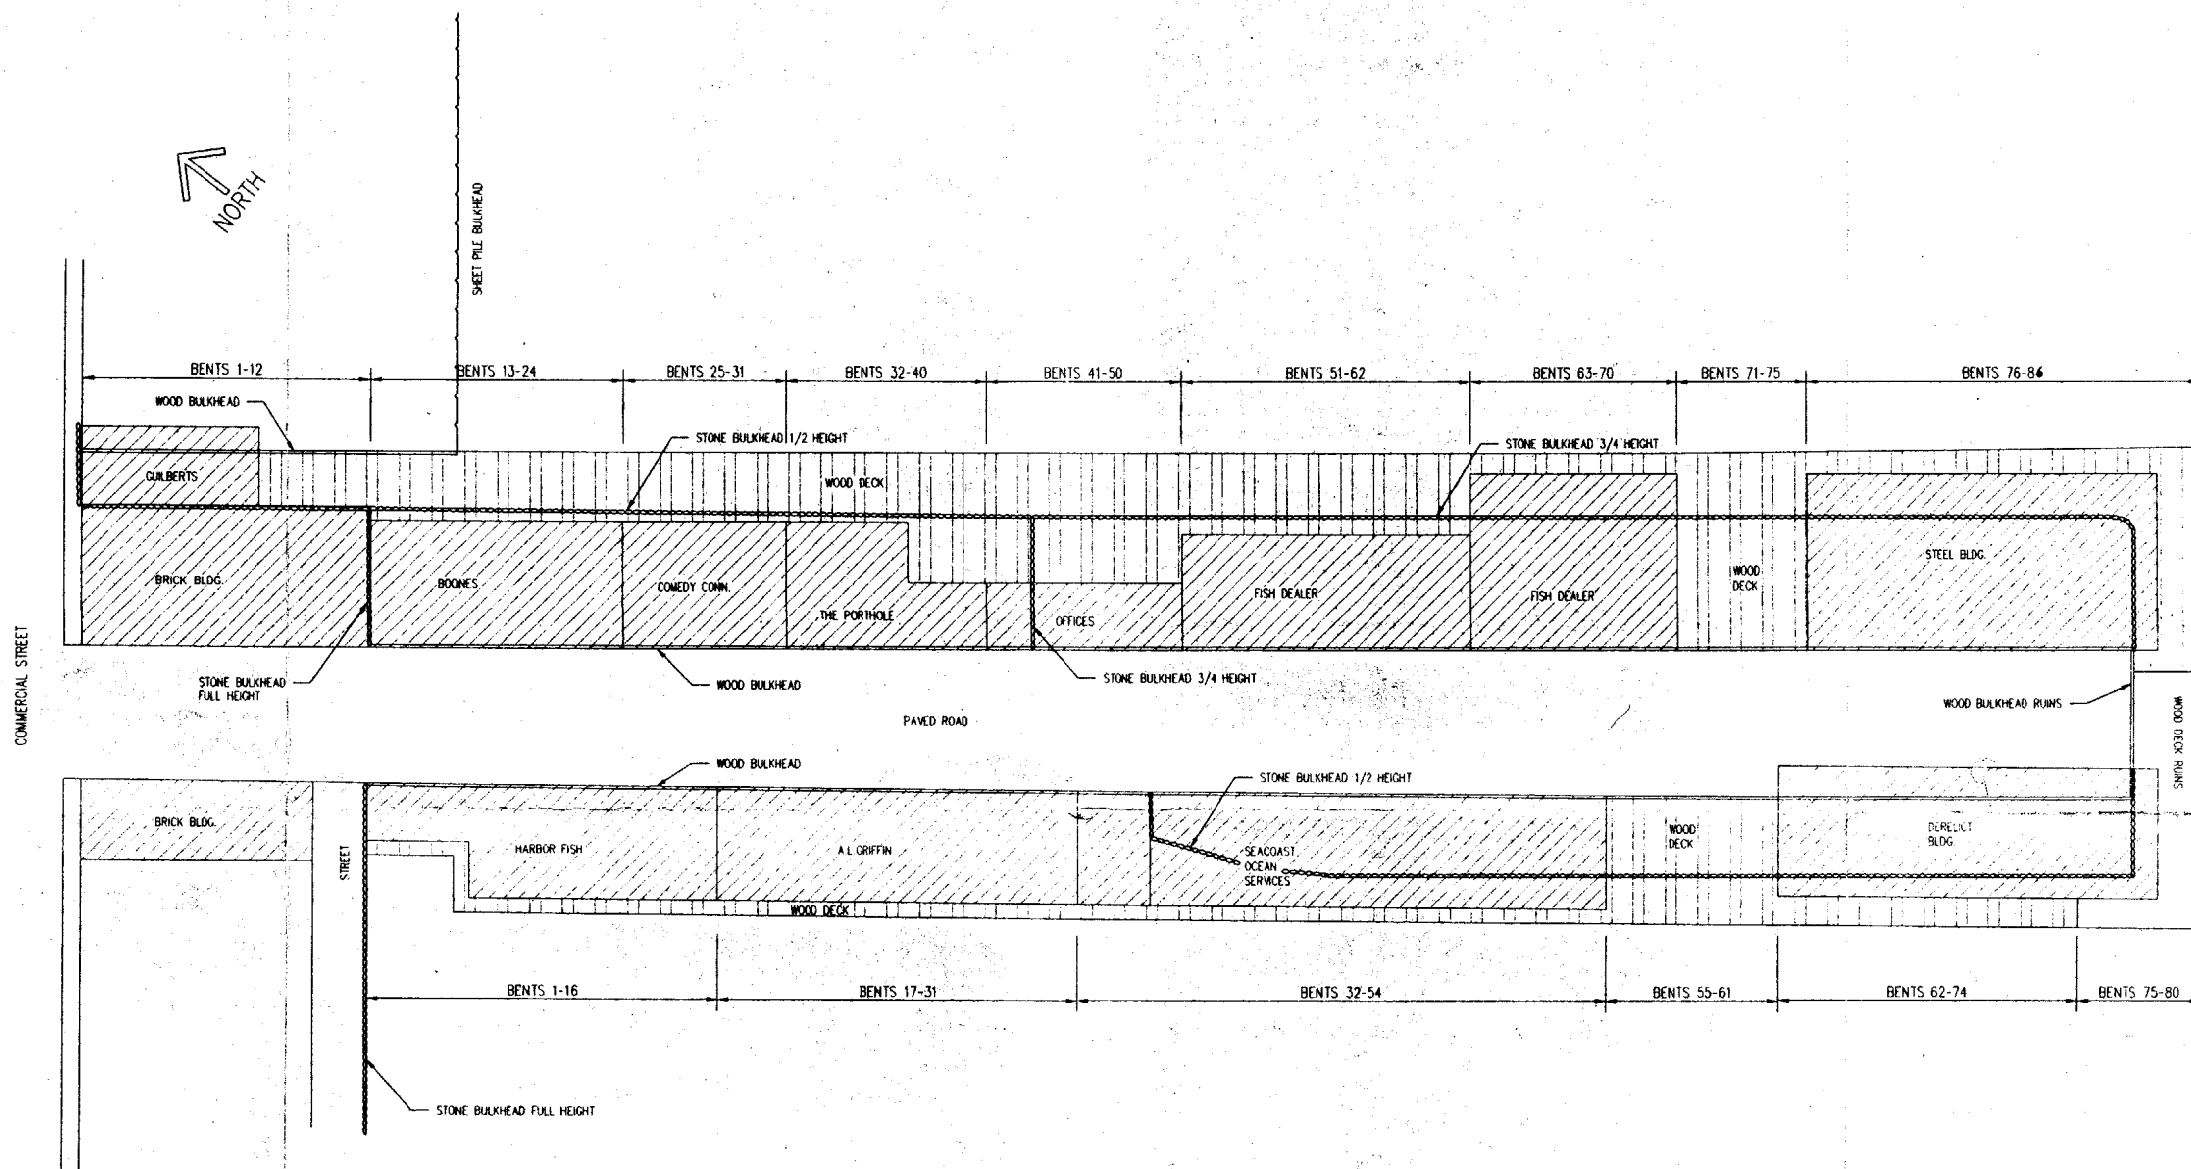 SHEET PILE BULKHEAD
NORTH
BENTS 1-12
BENTS 13-24
BENTS 25-31
BENTS 32-40
BENTS 41-50
BENTS 51-62
BENTS 63-70
BENTS 71-75
BENTS 76-86
WOOD BULKHEAD
STONE BULKHEAD 1/2 HEIGHT
STONE BULKHEAD 3/4 HEIGHT
GUILBERTS
WOOD DECK
BRICK BLDG.
BOONES
COMEDY CONN.
THE PORTHOLE
OFFICES
FISH DEALER
FISH DEALER
WOOD
DECK
STEEL BLDG.
COMMERCIAL STREET
STONE BULKHEAD
FULL HEIGHT
WOOD BULKHEAD
STONE BULKHEAD 3/4 HEIGHT
WOOD BULKHEAD RUINS
WOOD DECK RUINS
PAVED ROAD
WOOD BULKHEAD
STONE BULKHEAD 1/2 HEIGHT
BRICK BLDG.
STREET
HARBOR FISH
A L GRIFFIN
SEACOAST
OCEAN
SERVICES
WOOD
DECK
DERELICT
BLDG.
WOOD DECK
BENTS 1-16
BENTS 17-31
BENTS 32-54
BENTS 55-61
BENTS 62-74
BENTS 75-80
STONE BULKHEAD FULL HEIGHT